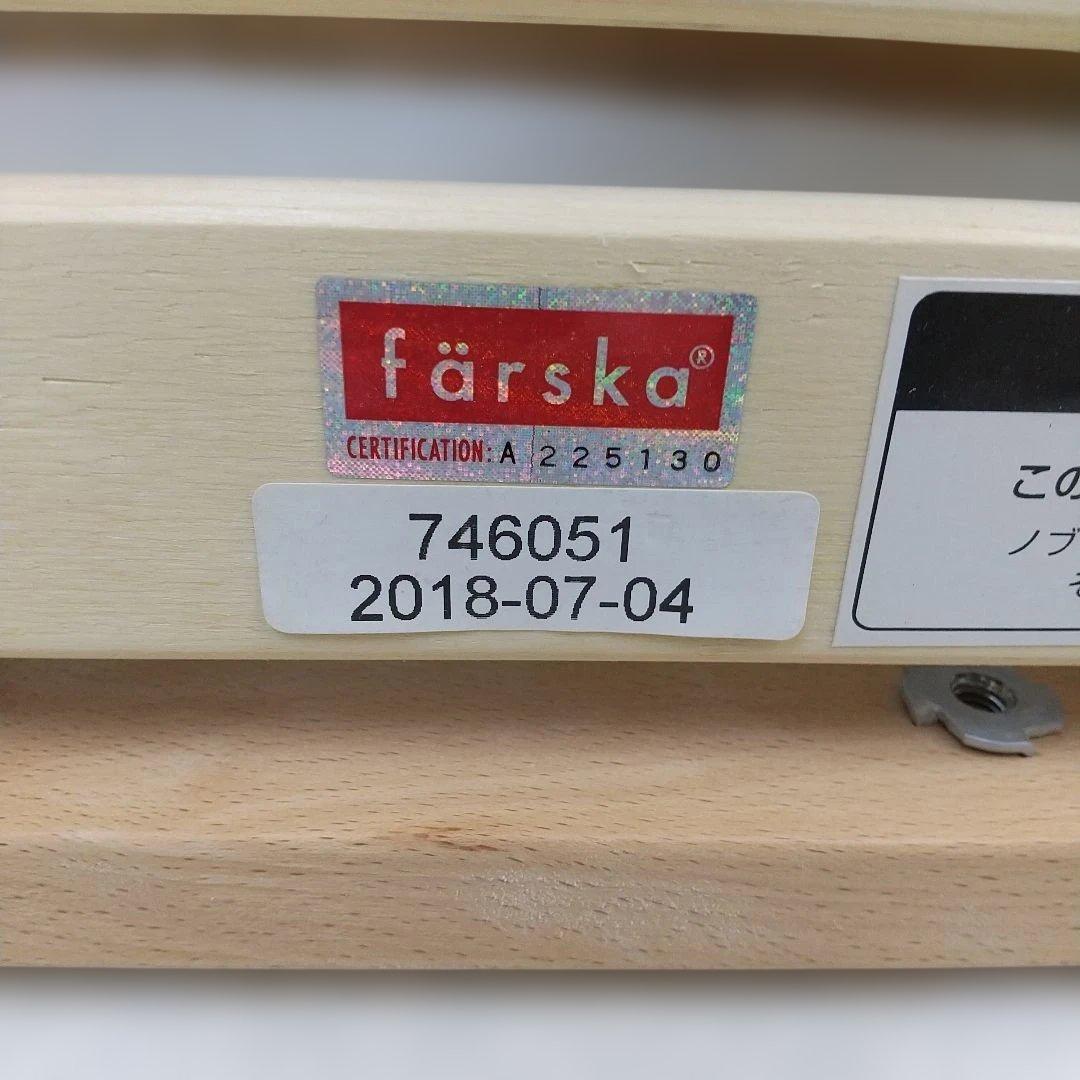 färska®
CERTIFICATION: A 225130
746051
2018-07-04
この
ノブ